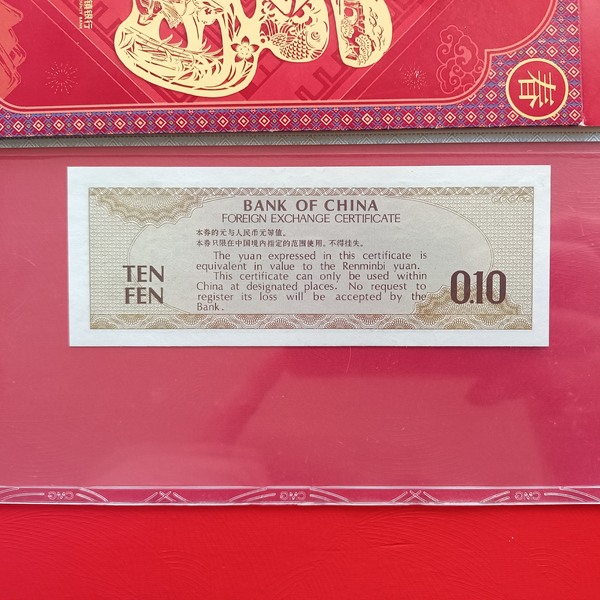 春
BANK OF CHINA
FOREIGN EXCHANGE CERTIFICATE
本券的元与人民币元等值。
本券只限在中国境内指定的范围使用，不得挂失。
The yuan expressed in this certificate is
equivalent in value to the Renminbi yuan.
This certificate can only be used within
China at designated places. No request to
register its loss will be accepted by the
Bank.
TEN
FEN
0.10